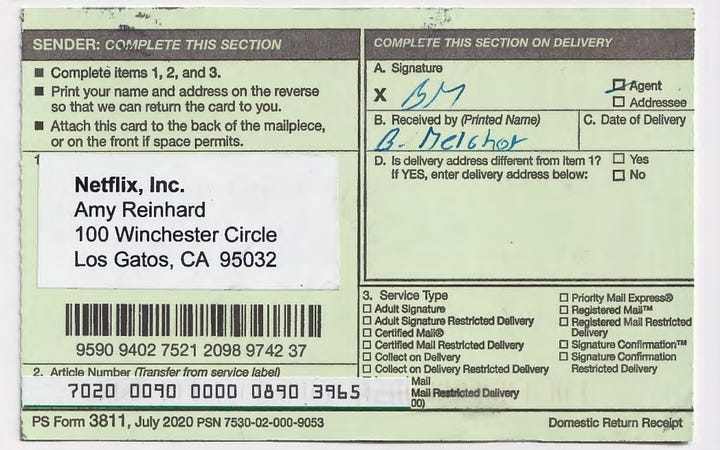 SENDER: COMPLETE THIS SECTION
■ Complete items 1, 2, and 3.
■ Print your name and address on the reverse
so that we can return the card to you.
■ Attach this card to the back of the mailpiece,
or on the front if space permits.
1
Netflix, Inc.
Amy Reinhard
100 Winchester Circle
Los Gatos, CA 95032
9590 9402 7521 2098 9742 37
2. Article Number (Transfer from service label)
7020 0090 0000 0890 3965
COMPLETE THIS SECTION ON DELIVERY
A. Signature
X BM
☐ Agent
☐ Addressee
B. Received by (Printed Name)
B. Melchor
C. Date of Delivery
D. Is delivery address different from item 1? ☐ Yes
If YES, enter delivery address below: ☐ No
3. Service Type
☐ Adult Signature
☐ Adult Signature Restricted Delivery
☐ Certified Mail®
☐ Certified Mail Restricted Delivery
☐ Collect on Delivery
☐ Collect on Delivery Restricted Delivery
Mail
Mail Restricted Delivery
00)
☐ Priority Mail Express®
☐ Registered Mail™
☐ Registered Mail Restricted
Delivery
☐ Signature Confirmation™
☐ Signature Confirmation
Restricted Delivery
PS Form 3811, July 2020 PSN 7530-02-000-9053
Domestic Return Receipt